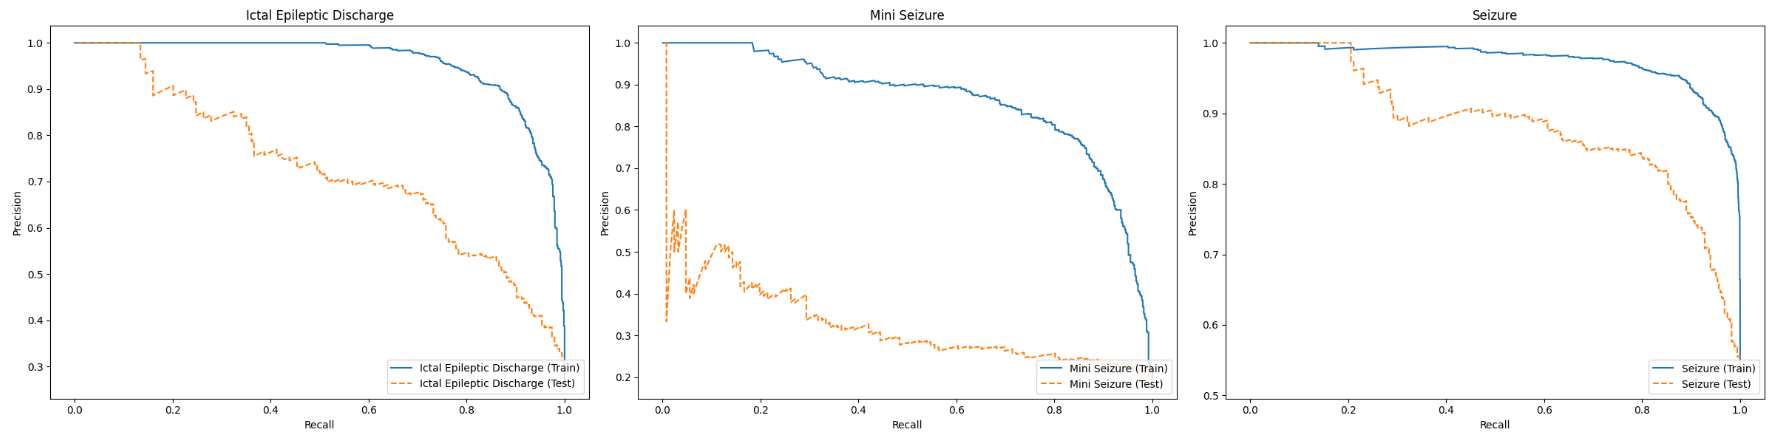 Ictal Epileptic Discharge
1.0
0.9
0.8
0.7
0.6
0.5
0.4
0.3
Precision
0.0 0.2 0.4 0.6 0.8 1.0
Recall
Ictal Epileptic Discharge (Train)
Ictal Epileptic Discharge (Test)
Mini Seizure
1.0
0.9
0.8
0.7
0.6
0.5
0.4
0.3
0.2
Precision
0.0 0.2 0.4 0.6 0.8 1.0
Recall
Mini Seizure (Train)
Mini Seizure (Test)
Seizure
1.0
0.9
0.8
0.7
0.6
0.5
Precision
0.0 0.2 0.4 0.6 0.8 1.0
Recall
Seizure (Train)
Seizure (Test)